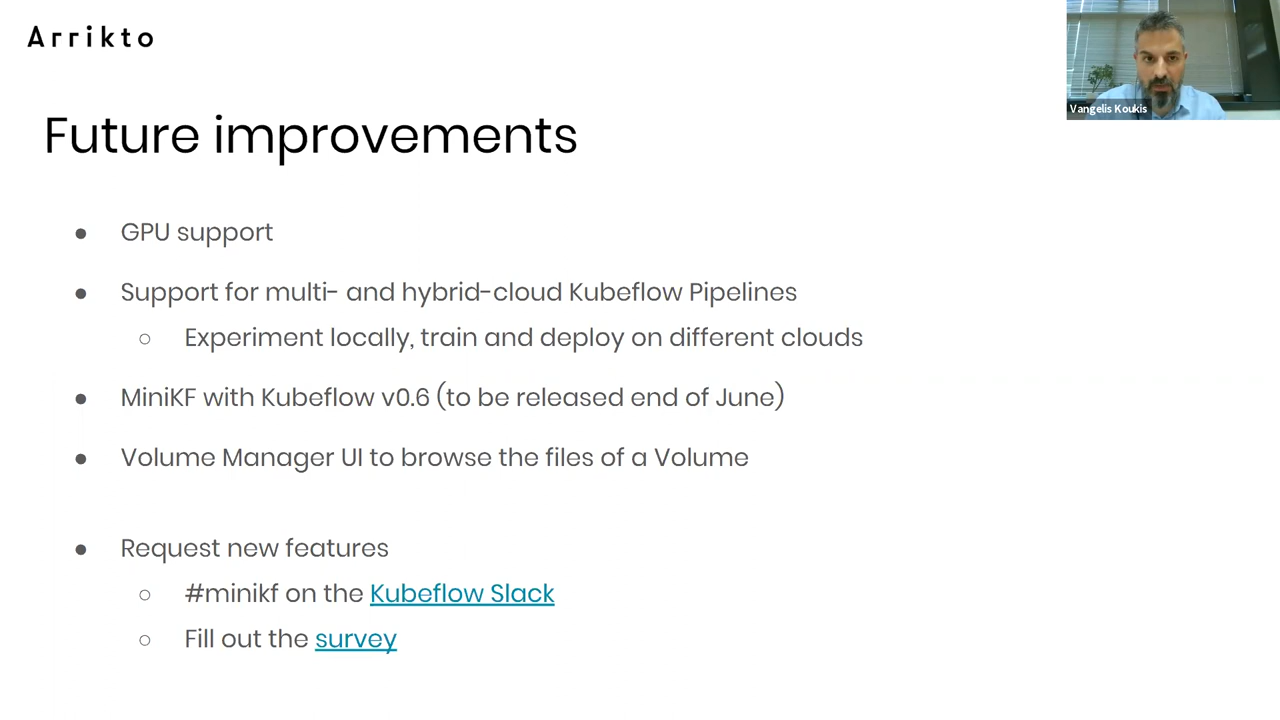 Arrikto
Vangelis Koukis
Future improvements
● GPU support
● Support for multi- and hybrid-cloud Kubeflow Pipelines
○ Experiment locally, train and deploy on different clouds
● MiniKF with Kubeflow v0.6 (to be released end of June)
● Volume Manager UI to browse the files of a Volume
● Request new features
○ #minikf on the Kubeflow Slack
○ Fill out the survey